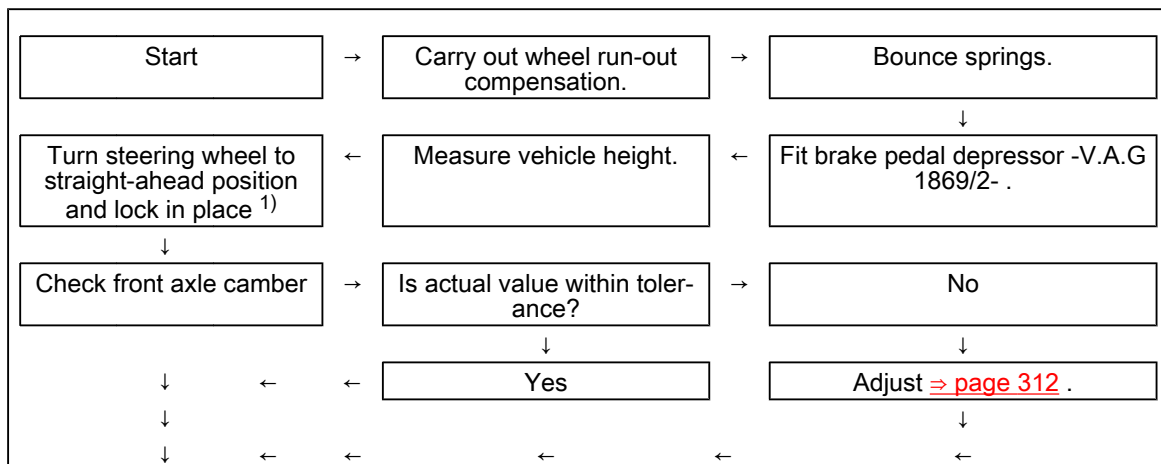 Start → Carry out wheel run-out → Bounce springs.
compensation.
↓
Turn steering wheel to ← Measure vehicle height. ← Fit brake pedal depressor -V.A.G
straight-ahead position 1869/2- .
and lock in place 1)
↓
Check front axle camber → Is actual value within toler- → No
ance?
↓ ↓
↓ ← ← Yes Adjust ⇒ page 312 .
↓ ↓
↓ ← ← ← ← ←